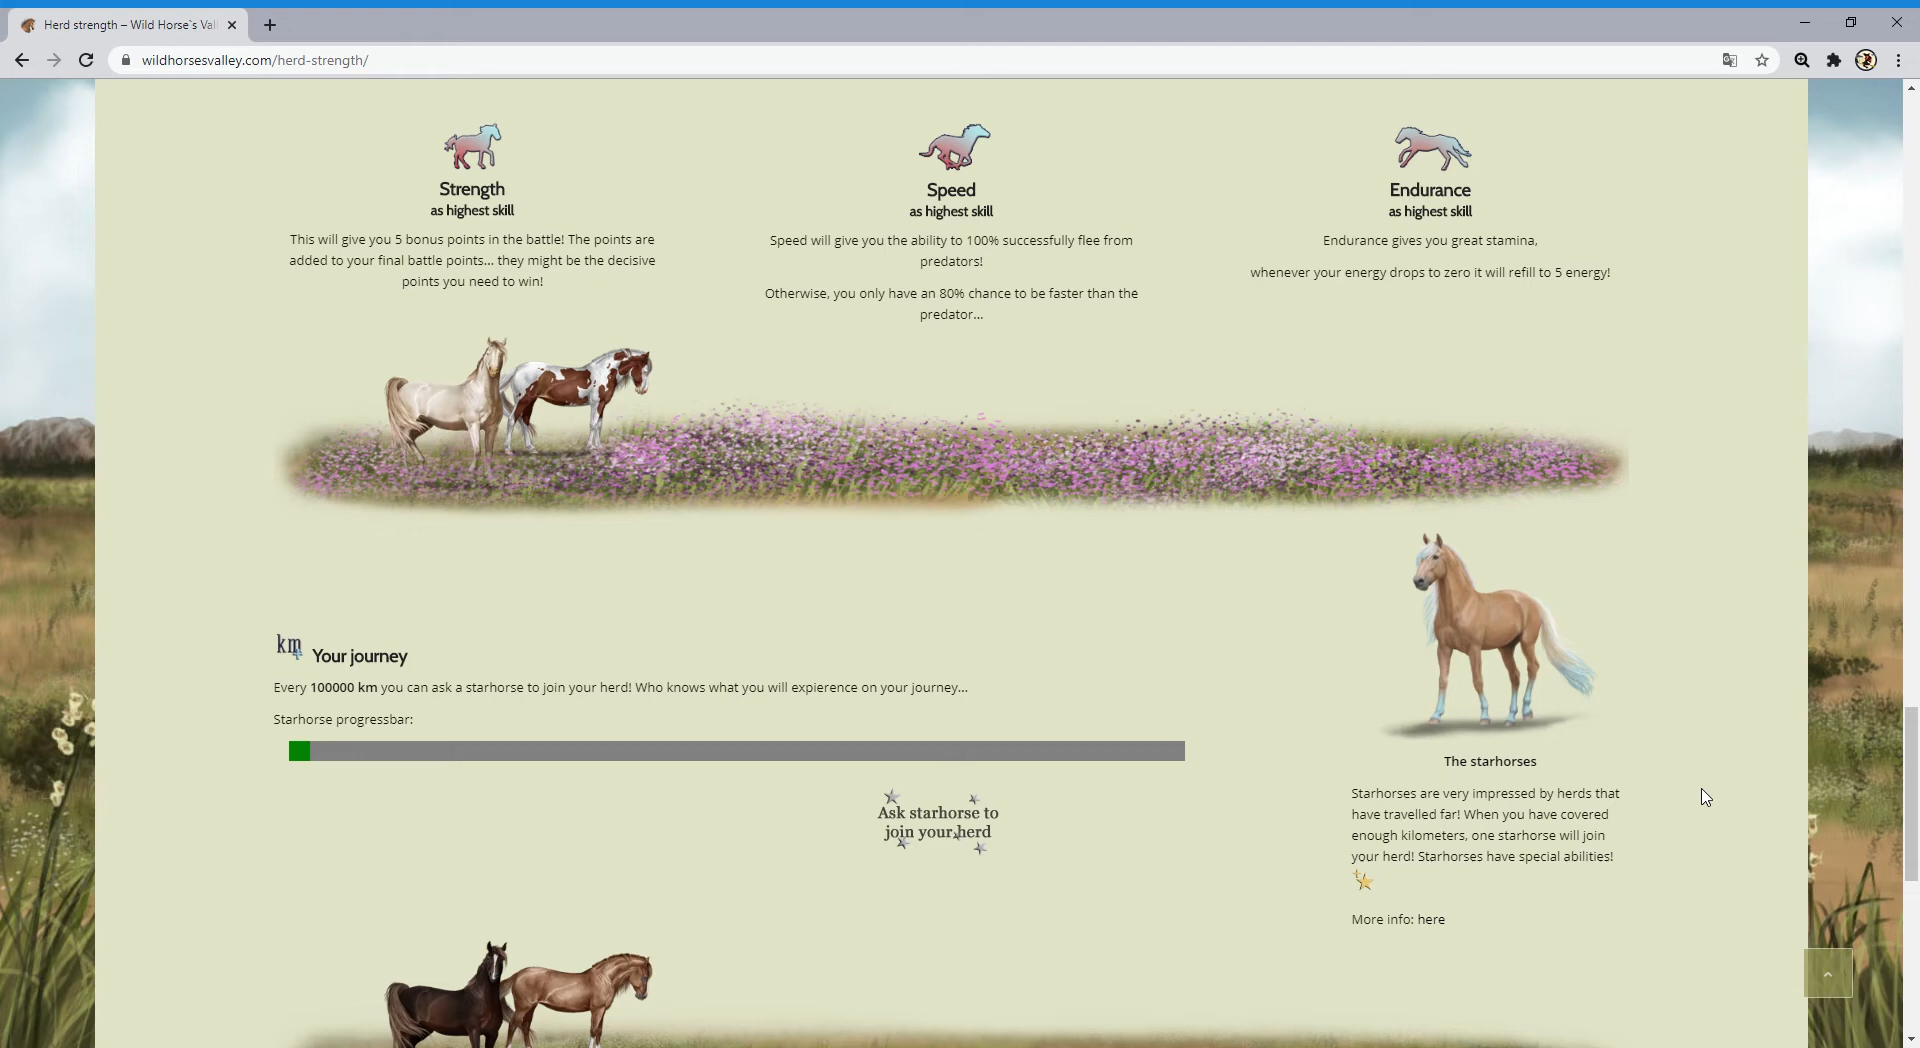 Herd strength – Wild Horse`s Val
wildhorsesvalley.com/herd-strength/
Strength
as highest skill
This will give you 5 bonus points in the battle! The points are
added to your final battle points... they might be the decisive
points you need to win!
Speed
as highest skill
Speed will give you the ability to 100% successfully flee from
predators!
Otherwise, you only have an 80% chance to be faster than the
predator...
Endurance
as highest skill
Endurance gives you great stamina,
whenever your energy drops to zero it will refill to 5 energy!
km
Your journey
Every 100000 km you can ask a starhorse to join your herd! Who knows what you will expierence on your journey...
Starhorse progressbar:
Ask starhorse to
join your herd
The starhorses
Starhorses are very impressed by herds that
have travelled far! When you have covered
enough kilometers, one starhorse will join
your herd! Starhorses have special abilities!
More info: here